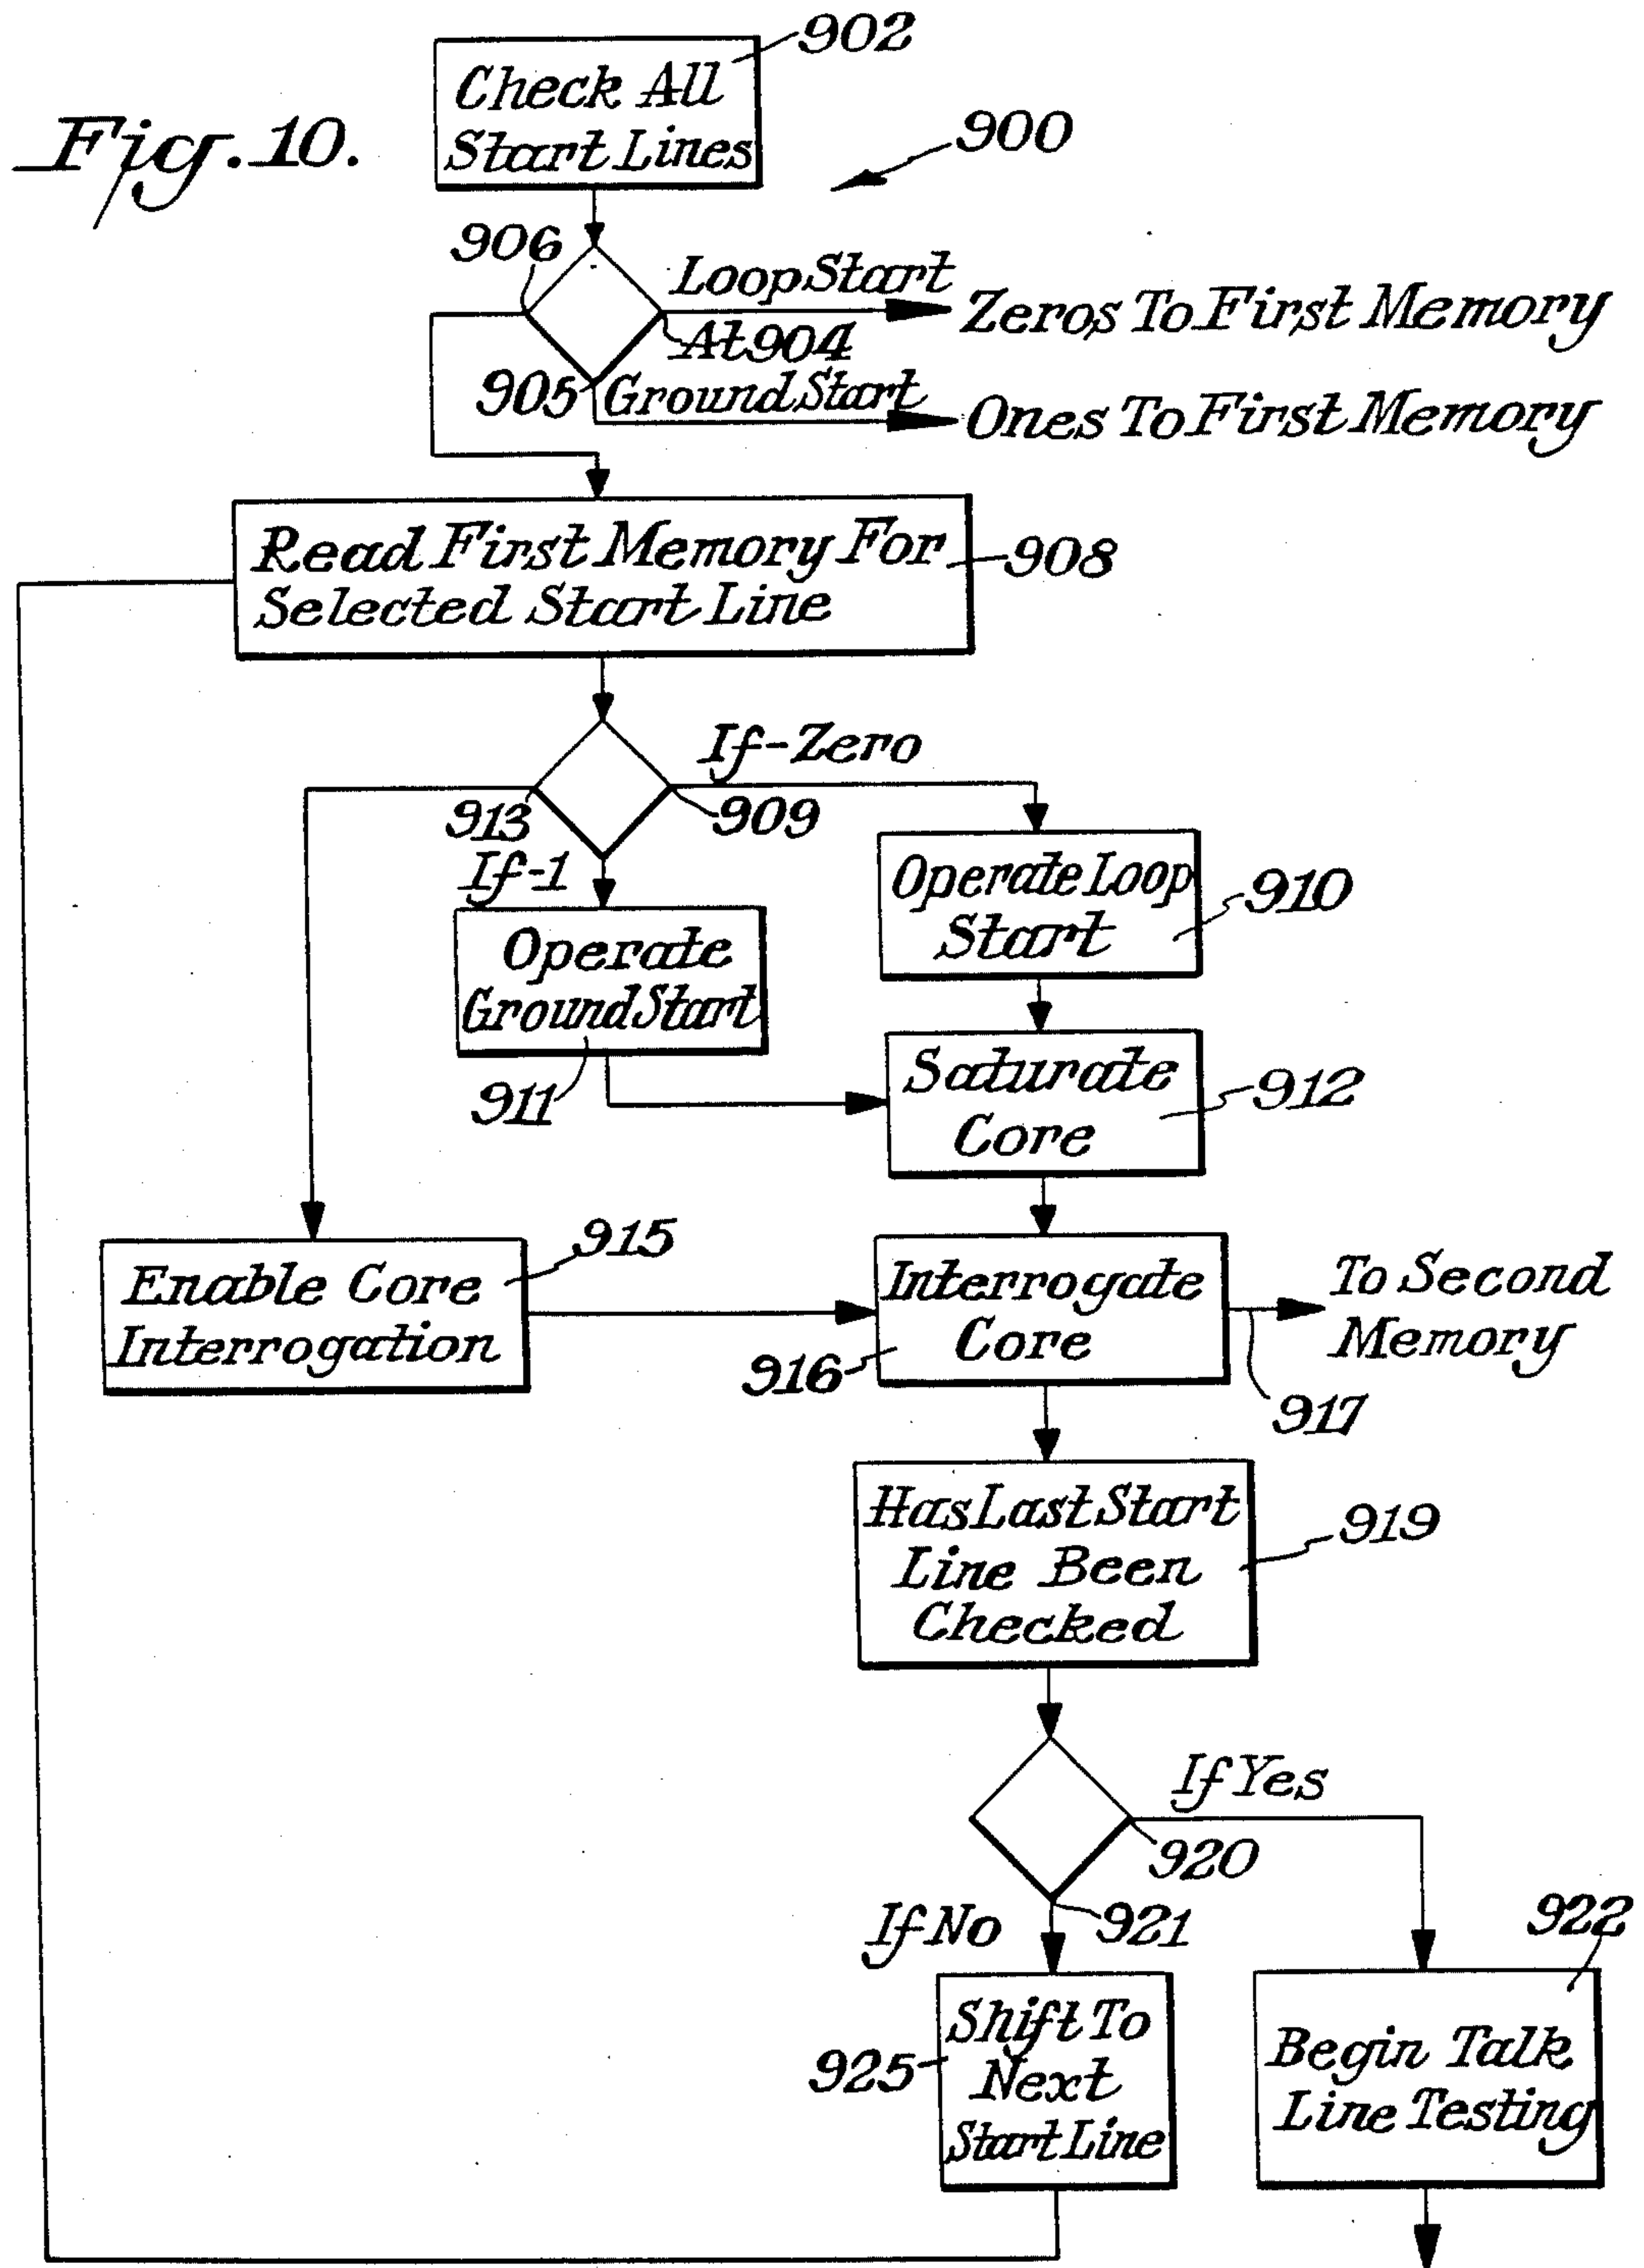 Fig. 10.
902
Check All
Start Lines
900
906
Loop Start
Zeros To First Memory
At 904
905
Ground Start
Ones To First Memory
Read First Memory For
Selected Start Line
908
If-Zero
913
909
If-1
Operate Loop
Start
910
Operate
Ground Start
911
Saturate
Core
912
915
Enable Core
Interrogation
Interrogate
Core
916
To Second
Memory
917
Has Last Start
Line Been
Checked
919
If Yes
920
If No
921
922
Shift To
Next
Start Line
925
Begin Talk
Line Testing